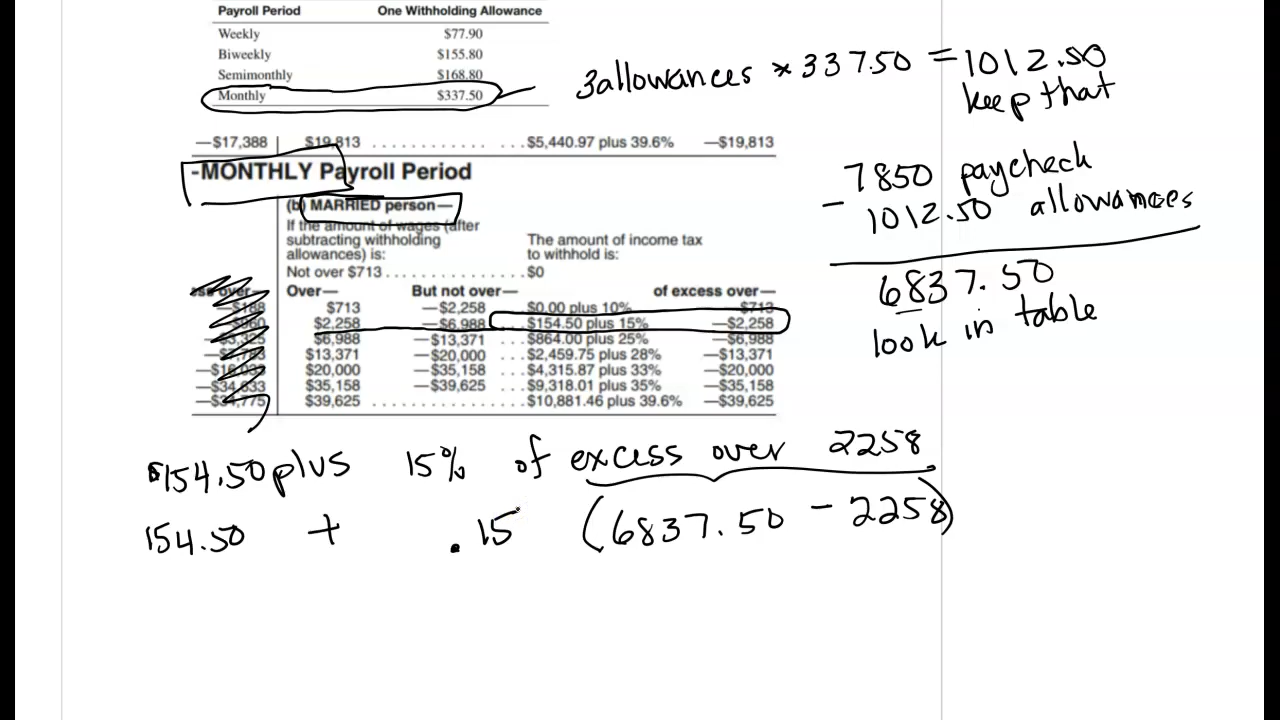 Payroll Period One Withholding Allowance
Weekly $77.90
Biweekly $155.80
Semimonthly $168.80
Monthly $337.50
3 allowances * 337.50 = 1012.50
keep that
—$17,388 $19,813 . . . . . . . . . . . . $5,440.97 plus 39.6% —$19,813
-MONTHLY Payroll Period
(b) MARRIED person—
If the amount of wages (after
subtracting withholding
allowances) is:
The amount of income tax
to withhold is:
Not over $713 . . . . . . . . . . . . . . . $0
Over— But not over— of excess over—
$713 —$2,258 . . . $0.00 plus 10% —$713
$2,258 —$6,988 . . . $154.50 plus 15% —$2,258
$6,988 —$13,371 . . . $864.00 plus 25% —$6,988
$13,371 —$20,000 . . . $2,459.75 plus 28% —$13,371
$20,000 —$35,158 . . . $4,315.87 plus 33% —$20,000
—$34,633 $35,158 —$39,625 . . . $9,318.01 plus 35% —$35,158
—$34,775 $39,625 . . . . . . . . . . . . $10,881.46 plus 39.6% —$39,625
7850 paycheck
- 1012.50 allowances
6837.50
look in table
$154.50 plus 15% of excess over 2258
154.50 + .15 (6837.50 - 2258)